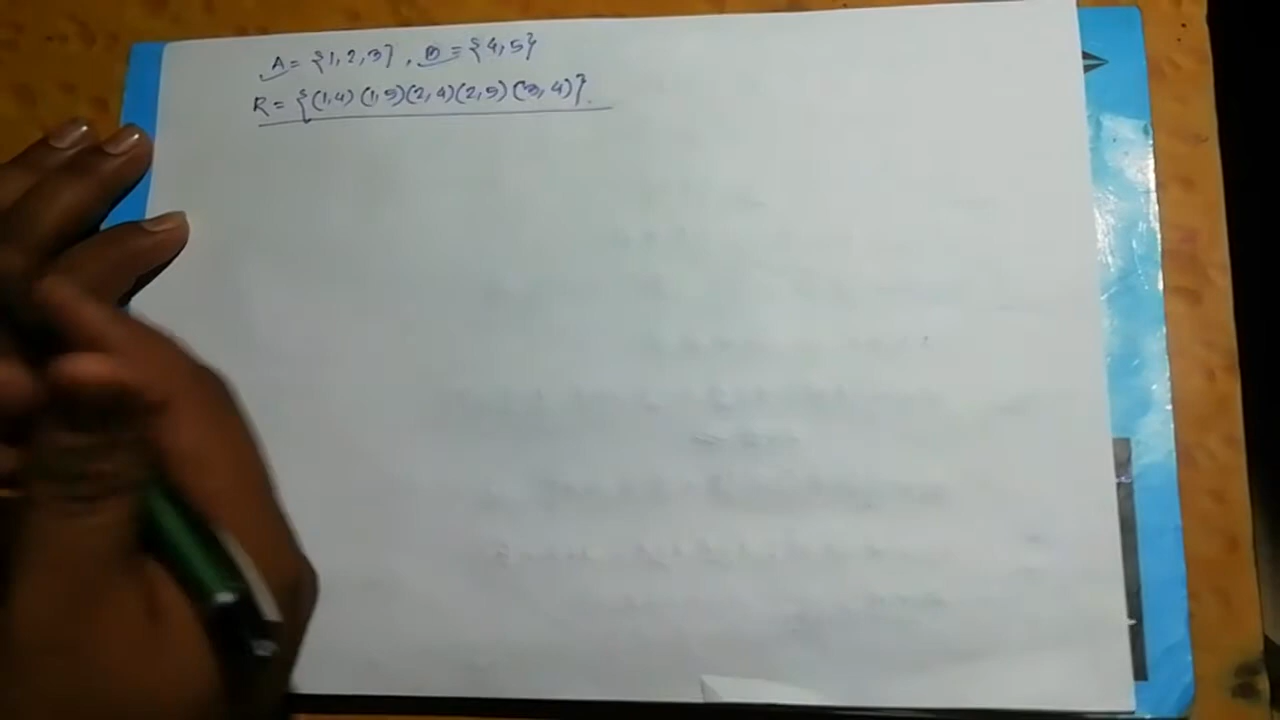 A = {1, 2, 3}, B = {4, 5}
R = {(1, 4) (1, 5) (2, 4) (2, 5) (3, 4)}.